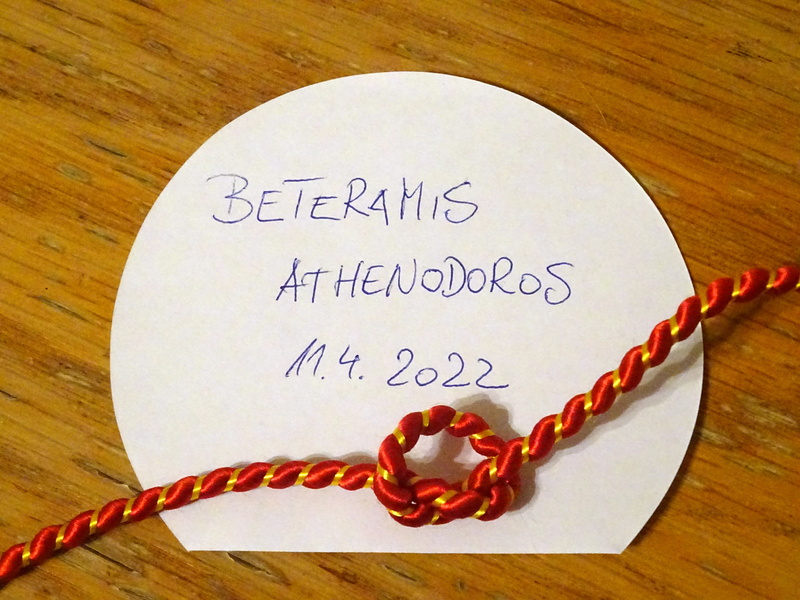 BETERAMIS
ATHENODOROS
11.4. 2022